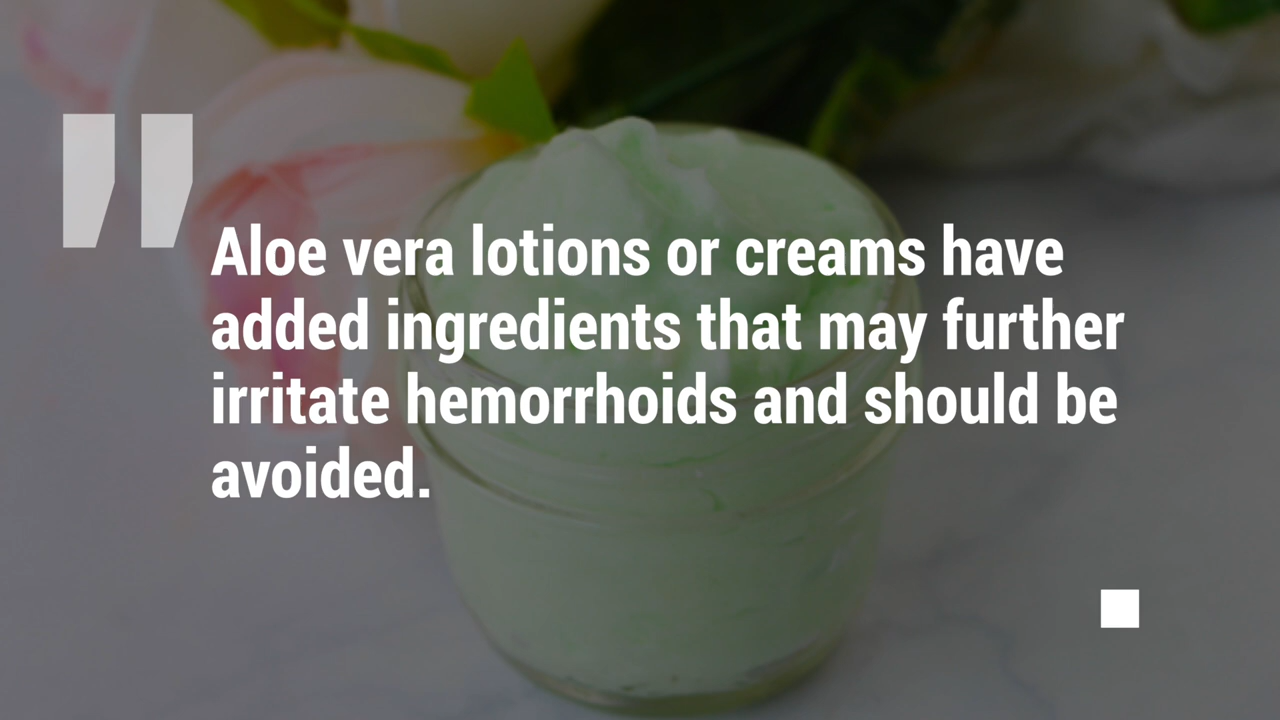 Aloe vera lotions or creams have
added ingredients that may further
irritate hemorrhoids and should be
avoided.